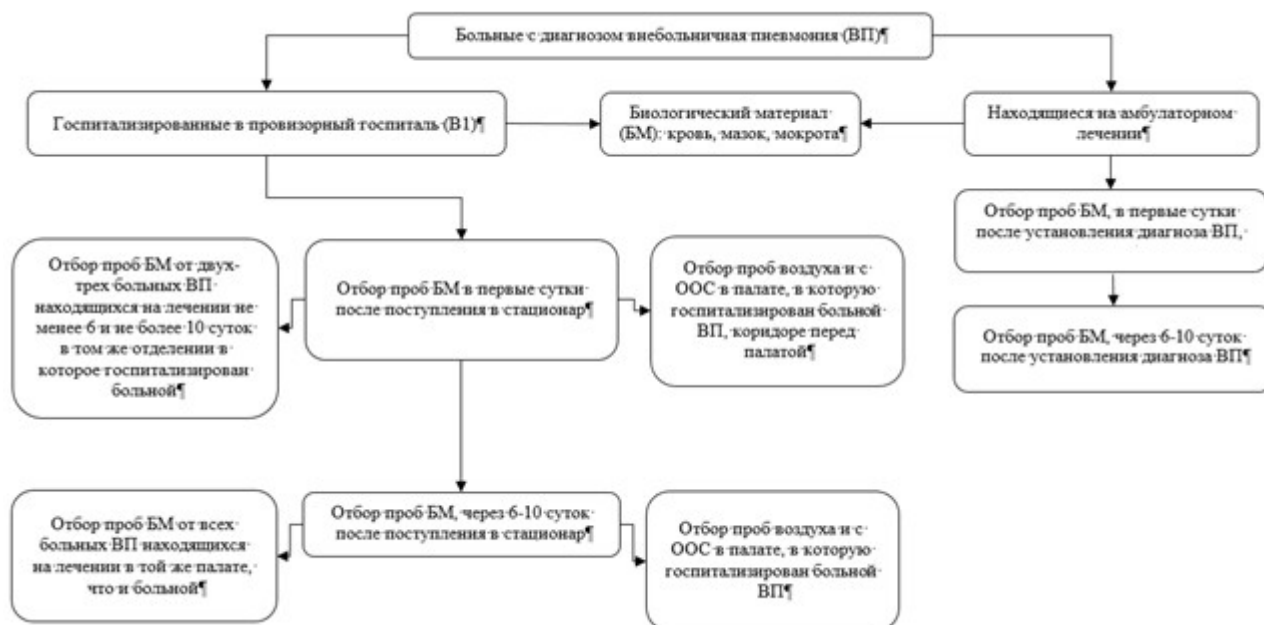 Больные с диагнозом внебольничная пневмония (ВП)¶
Госпитализированные в провизорный госпиталь (В1)¶
Биологический материал
(БМ): кровь, мазок, мокрота¶
Находящиеся на амбулаторном
лечении¶
Отбор проб БМ, в первые сутки
после установления диагноза ВП,
¶
Отбор проб БМ от двух-
трех больных ВП
находящихся на лечении не
менее 6 и не более 10 суток
в том же отделении в
которое госпитализирован
больной¶
Отбор проб БМ в первые сутки
после поступления в стационар¶
Отбор проб воздуха и с
ООС в палате, в которую
госпитализирован больной
ВП, коридоре перед
палатой¶
Отбор проб БМ, через 6-10 суток
после установления диагноза ВП¶
Отбор проб БМ от всех
больных ВП находящихся
на лечении в той же палате,
что и больной¶
Отбор проб БМ, через 6-10 суток
после поступления в стационар¶
Отбор проб воздуха и с
ООС в палате, в которую
госпитализирован больной
ВП¶